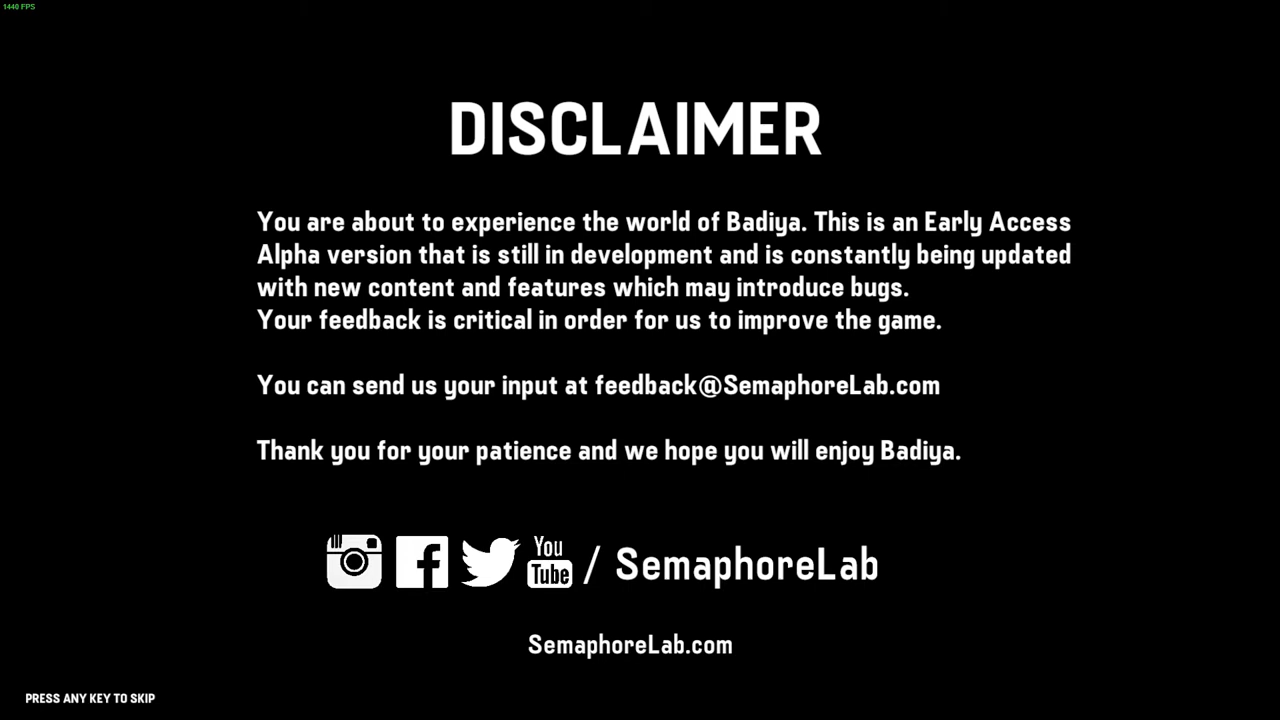 1440 FPS
DISCLAIMER
You are about to experience the world of Badiya. This is an Early Access
Alpha version that is still in development and is constantly being updated
with new content and features which may introduce bugs.
Your feedback is critical in order for us to improve the game.
You can send us your input at feedback@SemaphoreLab.com
Thank you for your patience and we hope you will enjoy Badiya.
You
Tube / SemaphoreLab
SemaphoreLab.com
PRESS ANY KEY TO SKIP